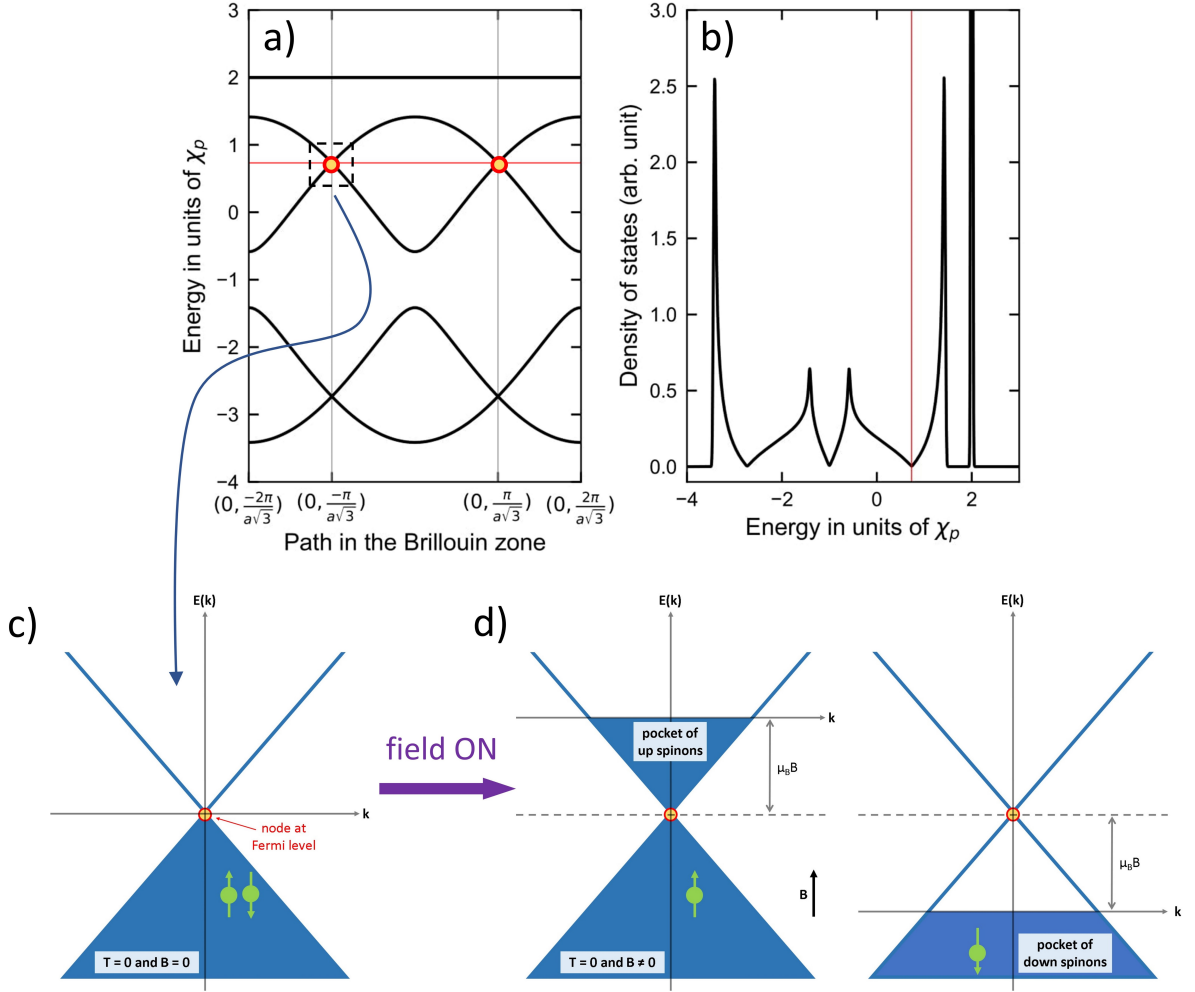 a)
3
2
1
0
−1
−2
−3
−4
Energy in units of χₚ
(0, −2π/a√3) (0, −π/a√3) (0, π/a√3) (0, 2π/a√3)
Path in the Brillouin zone
b)
3.0
2.5
2.0
1.5
1.0
0.5
0.0
Density of states (arb. unit)
−4 −2 0 2
Energy in units of χₚ
c)
E(k)
k
node at
Fermi level
T = 0 and B = 0
field ON
d)
E(k)
k
pocket of
up spinons
μ_BB
B
T = 0 and B ≠ 0
E(k)
μ_BB
k
pocket of
down spinons